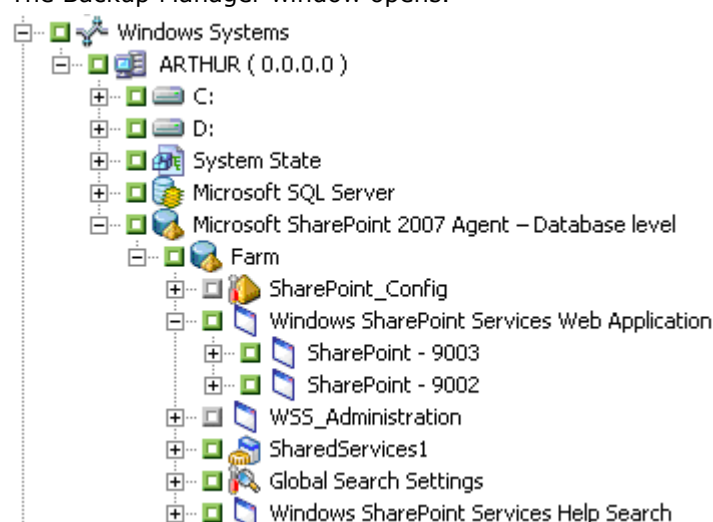 The Backup Manager window opens.
Windows Systems
ARTHUR ( 0.0.0.0 )
C:
D:
System State
Microsoft SQL Server
Microsoft SharePoint 2007 Agent – Database level
Farm
SharePoint_Config
Windows SharePoint Services Web Application
SharePoint - 9003
SharePoint - 9002
WSS_Administration
SharedServices1
Global Search Settings
Windows SharePoint Services Help Search